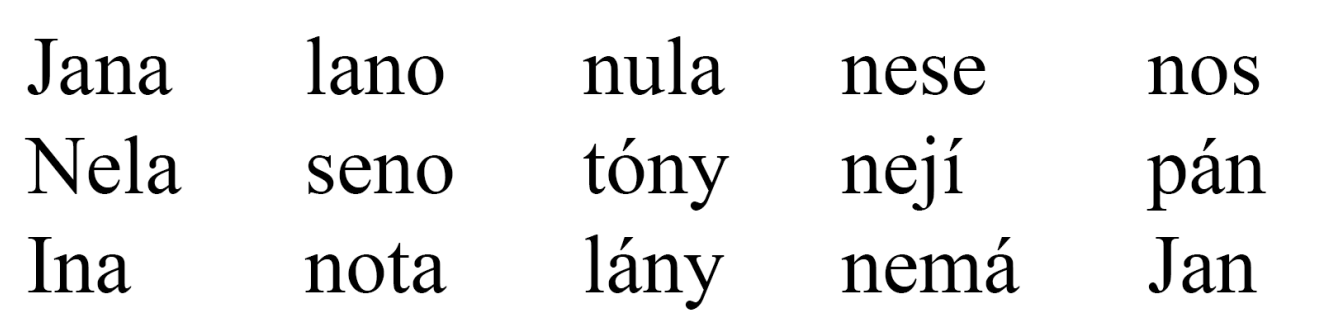 Jana lano nula nese nos
Nela seno tóny nejí pán
Ina nota lány nemá Jan